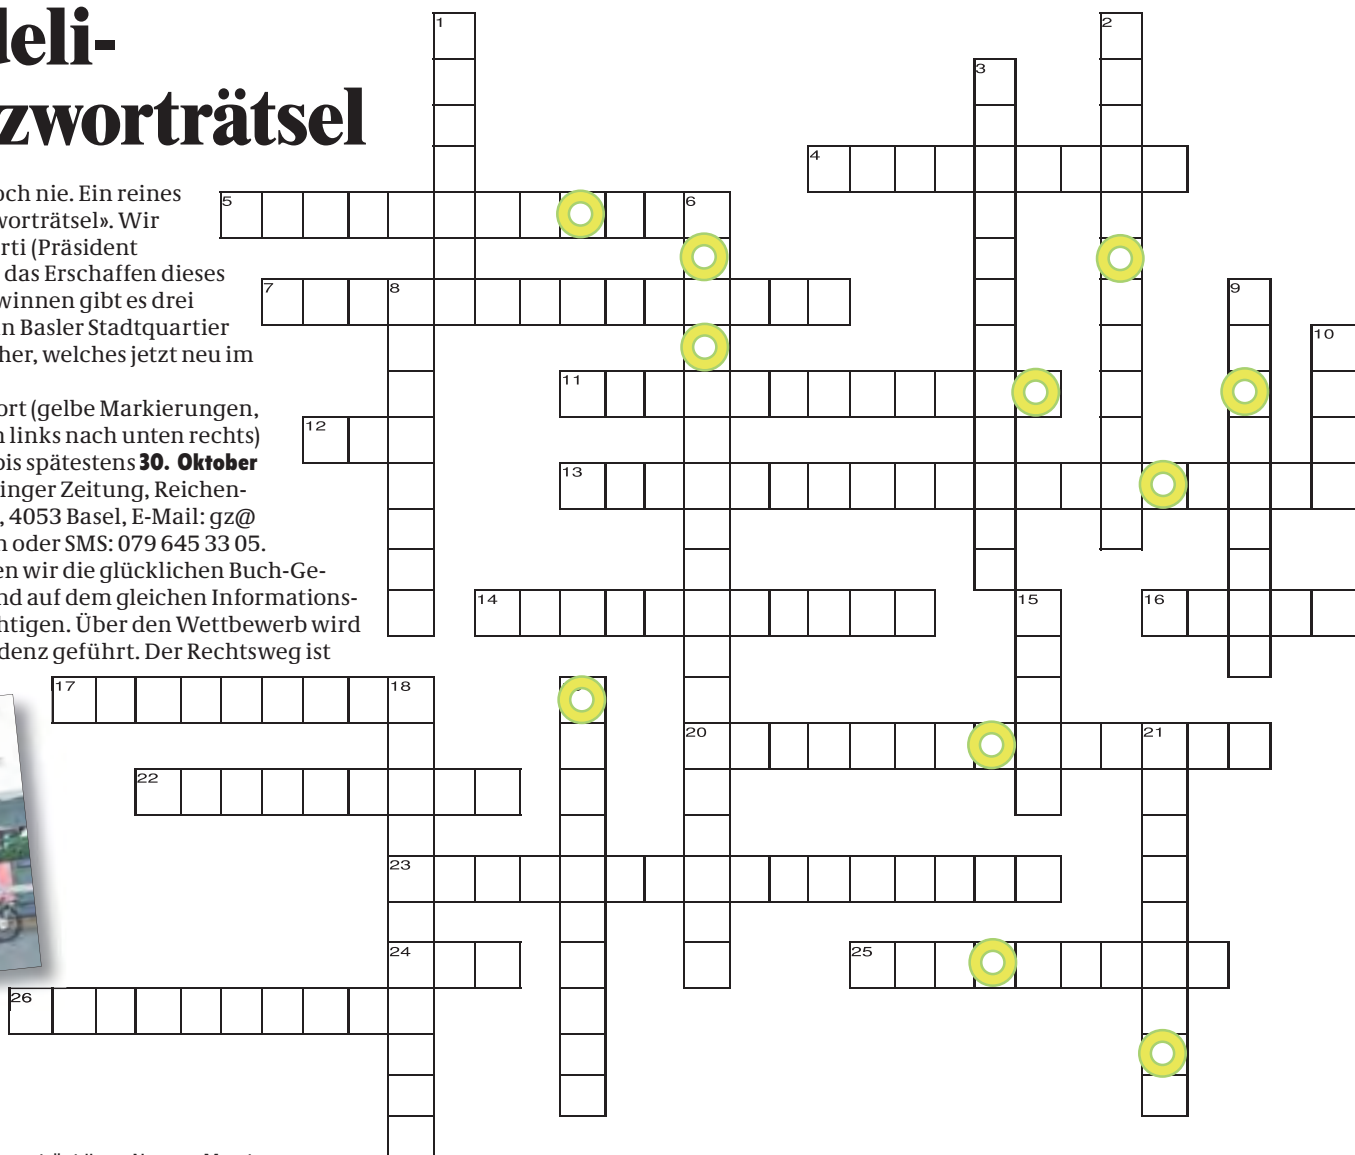 deli-
zworträtsel
och nie. Ein reines
worträtsel». Wir
rti (Präsident
das Erschaffen dieses
winnen gibt es drei
in Basler Stadtquartier
her, welches jetzt neu im
ort (gelbe Markierungen,
n links nach unten rechts)
bis spätestens 30. Oktober
inger Zeitung, Reichen-
, 4053 Basel, E-Mail: gz@
n oder SMS: 079 645 33 05.
en wir die glücklichen Buch-Ge-
nd auf dem gleichen Informations-
htigen. Über den Wettbewerb wird
denz geführt. Der Rechtsweg ist
1
2
3
4
5
6
7
8
9
10
11
12
13
14
15
16
17
18
20
21
22
23
24
25
26